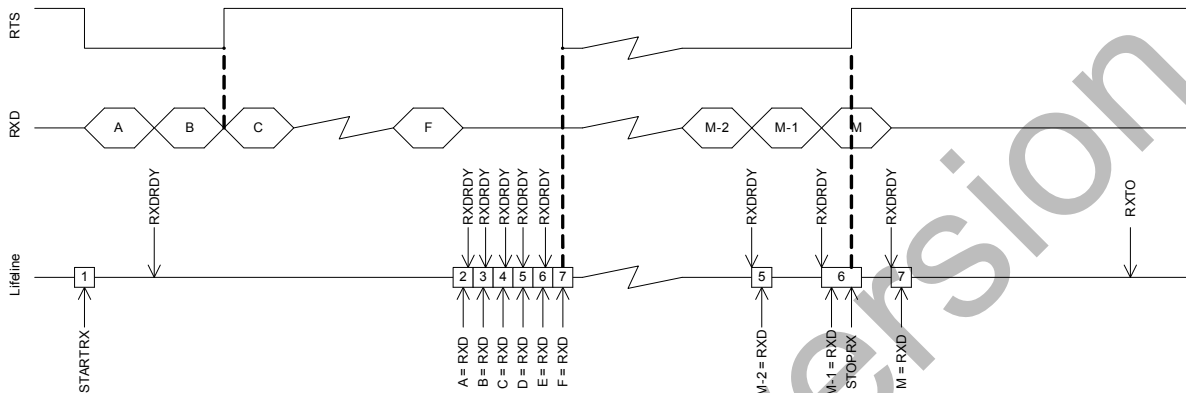 RTS
RXD
A
B
C
F
M-2
M-1
M
Lifeline
RXDRDY
RXDRDY
RXDRDY
RXDRDY
RXDRDY
RXDRDY
RXDRDY
RXDRDY
RXDRDY
RXTO
1
2
3
4
5
6
7
5
6
7
STARTRX
A = RXD
B = RXD
C = RXD
D = RXD
E = RXD
F = RXD
M-2 = RXD
M-1 = RXD
STOPRX
M = RXD
ersion